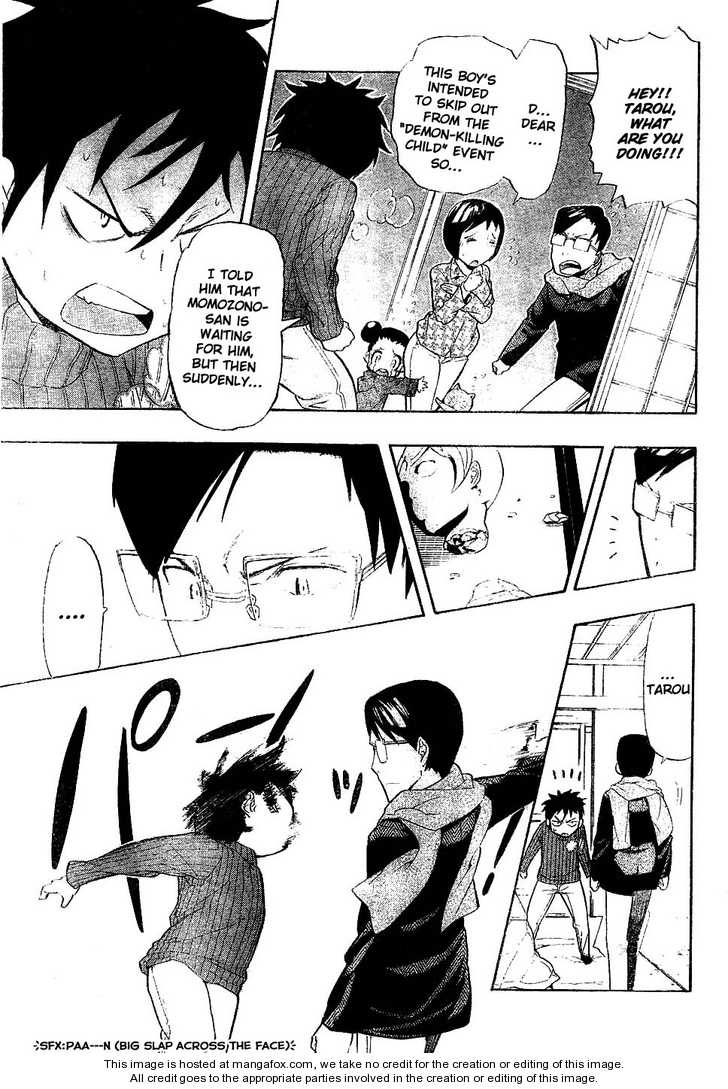 HEY!!
TAROU,
WHAT
ARE YOU
DOING!!!
D...
DEAR
...
THIS BOY'S
INTENDED
TO SKIP OUT
FROM THE
"DEMON-KILLING
CHILD" EVENT
SO...
I TOLD
HIM THAT
MOMOZONO-
SAN IS
WAITING
FOR HIM,
BUT THEN
SUDDENLY...
....
...
TAROU
パーン
SFX:PAA---N (BIG SLAP ACROSS THE FACE)
This image is hosted at mangafox.com, we take no credit for the creation or editing of this image.
All credit goes to the appropriate parties involved in the creation or editing of this image.